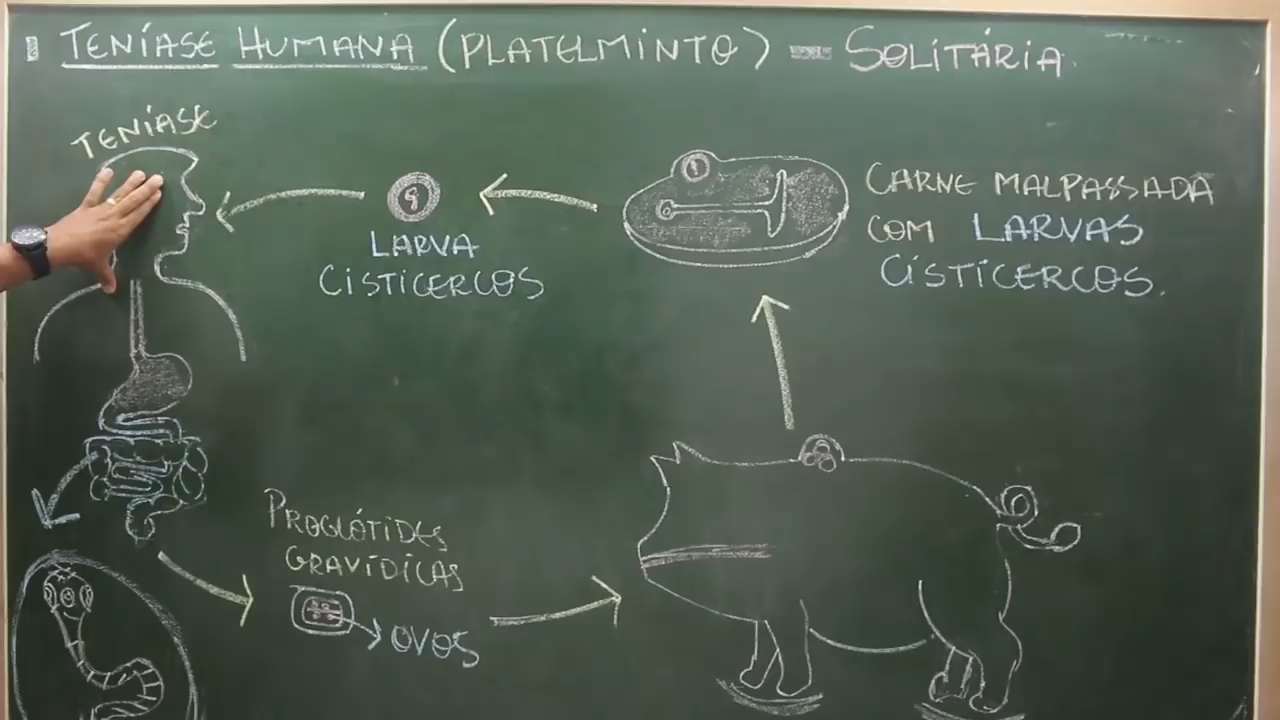 TENÍASE HUMANA (PLATELMINTO) = SOLITÁRIA
TENÍASE
LARVA
CISTICERCOS
CARNE MALPASSADA
COM LARVAS
CISTICERCOS.
PROGLÓTIDES
GRAVÍDICAS
OVOS